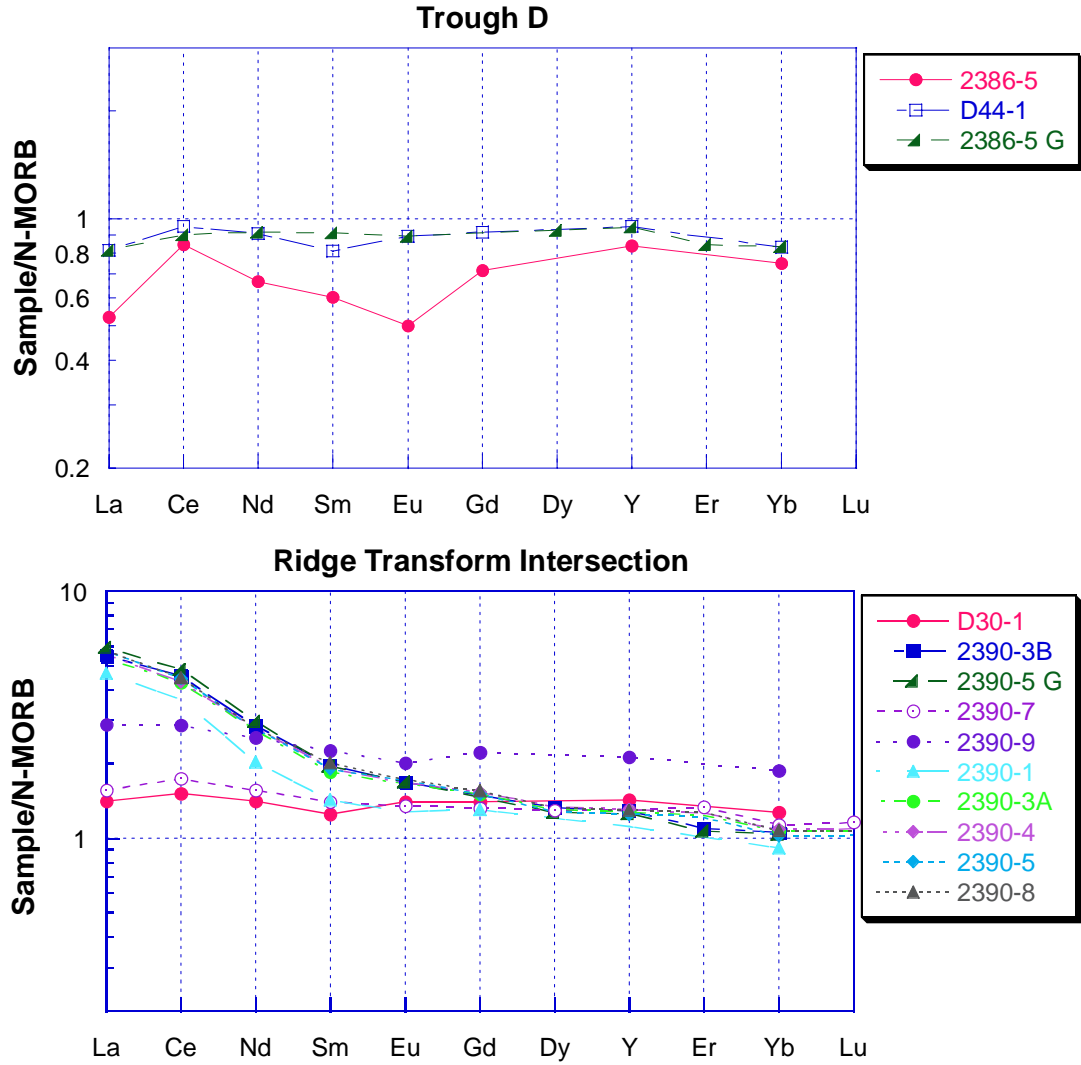 Trough D
Sample/N-MORB
1
0.8
0.6
0.4
0.2
La Ce Nd Sm Eu Gd Dy Y Er Yb Lu
2386-5
D44-1
2386-5 G
Ridge Transform Intersection
Sample/N-MORB
10
1
La Ce Nd Sm Eu Gd Dy Y Er Yb Lu
D30-1
2390-3B
2390-5 G
2390-7
2390-9
2390-1
2390-3A
2390-4
2390-5
2390-8